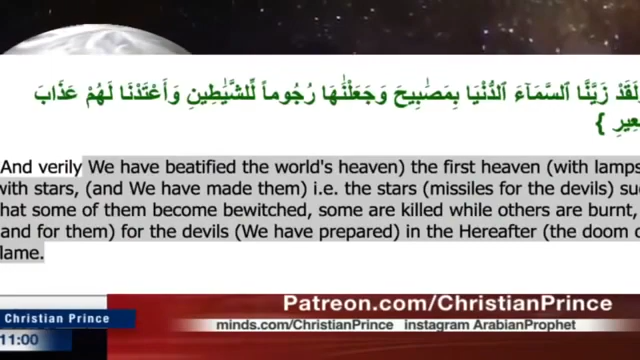 لَقَدْ زَيَّنَّا ٱلسَّمَآءَ ٱلدُّنْيَا بِمَصَٰبِيحَ وَجَعَلْنَٰهَا رُجُوماً لِّلشَّيَٰطِينِ وَأَعْتَدْنَا لَهُمْ عَذَابَ
عِيرِ }
And verily We have beatified the world's heaven) the first heaven (with lamps
with stars, (and We have made them) i.e. the stars (missiles for the devils) su
hat some of them become bewitched, some are killed while others are burnt,
and for them) for the devils (We have prepared) in the Hereafter (the doom o
lame.
Patreon.com/ChristianPrince
Christian Prince
minds.com/ChristianPrince instagram ArabianProphet
11:00